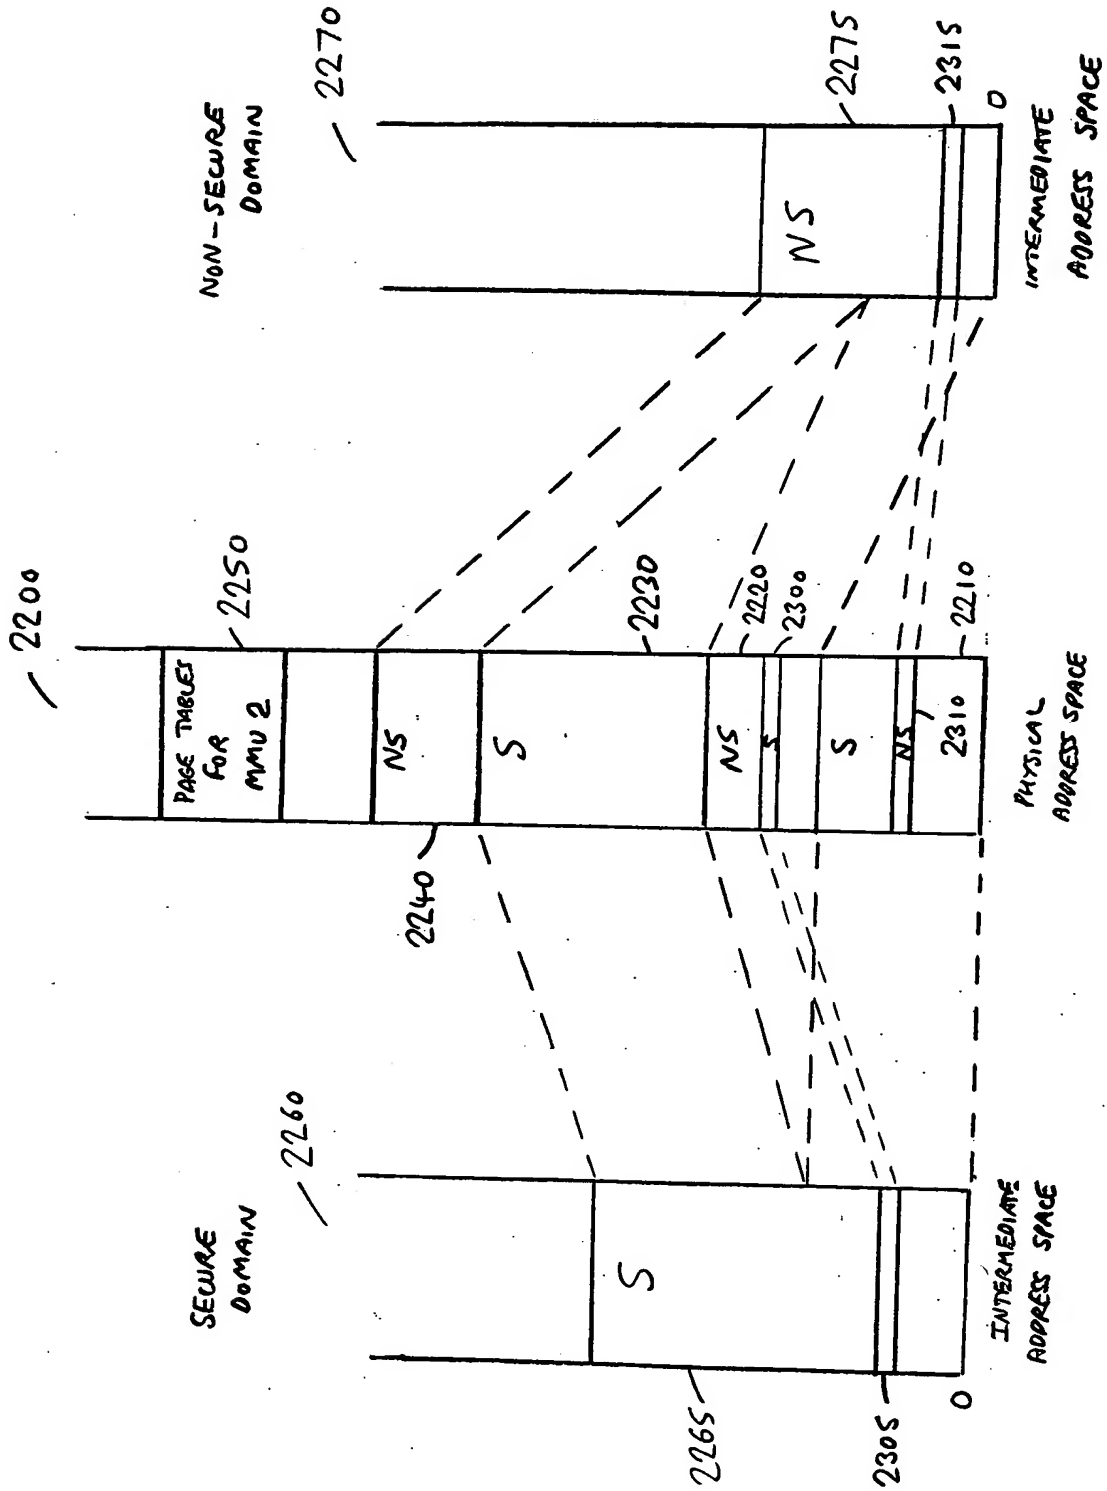 2200
SECURE
DOMAIN
2260
NON-SECURE
DOMAIN
2270
PAGE TABLES
FOR
MMU 2
2250
NS
2240
S
2230
NS
2220
S
2300
S
NS
2310
2210
S
2265
2305
0
NS
2275
2315
0
INTERMEDIATE
ADDRESS SPACE
PHYSICAL
ADDRESS SPACE
INTERMEDIATE
ADDRESS SPACE